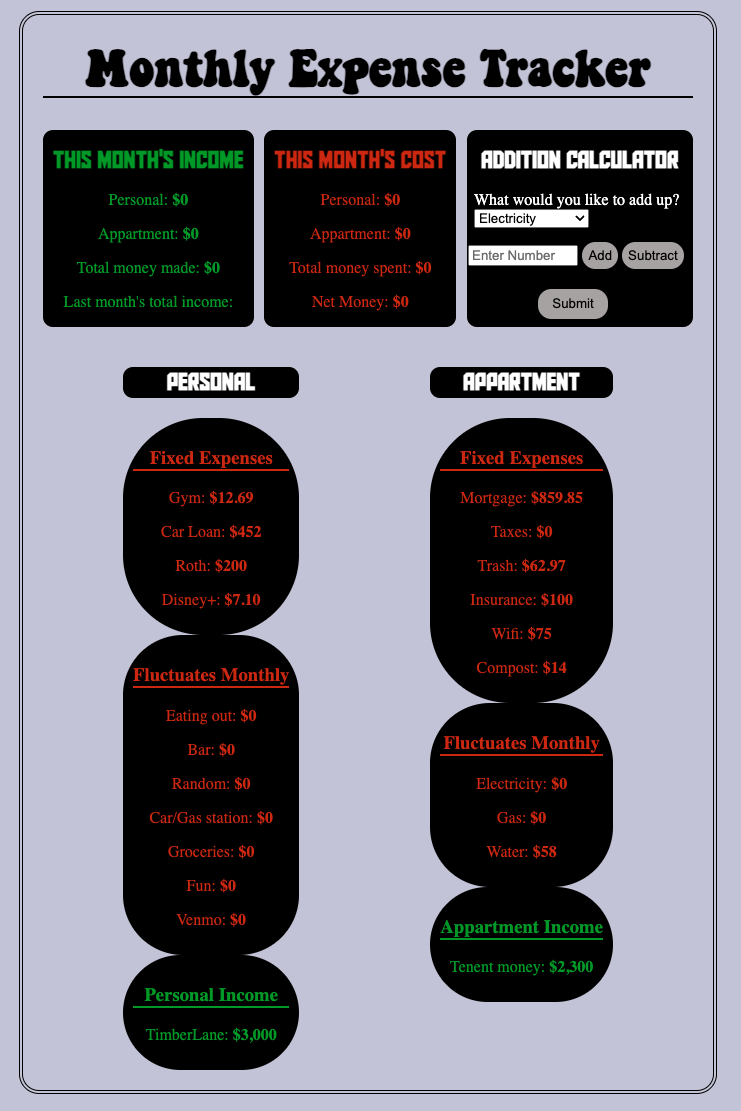 Monthly Expense Tracker
THIS MONTH'S INCOME
Personal: $0
Appartment: $0
Total money made: $0
Last month's total income:
THIS MONTH'S COST
Personal: $0
Appartment: $0
Total money spent: $0
Net Money: $0
ADDITION CALCULATOR
What would you like to add up?
Electricity
Enter Number Add Subtract
Submit
PERSONAL
Fixed Expenses
Gym: $12.69
Car Loan: $452
Roth: $200
Disney+: $7.10
Fluctuates Monthly
Eating out: $0
Bar: $0
Random: $0
Car/Gas station: $0
Groceries: $0
Fun: $0
Venmo: $0
Personal Income
TimberLane: $3,000
APPARTMENT
Fixed Expenses
Mortgage: $859.85
Taxes: $0
Trash: $62.97
Insurance: $100
Wifi: $75
Compost: $14
Fluctuates Monthly
Electricity: $0
Gas: $0
Water: $58
Appartment Income
Tenent money: $2,300